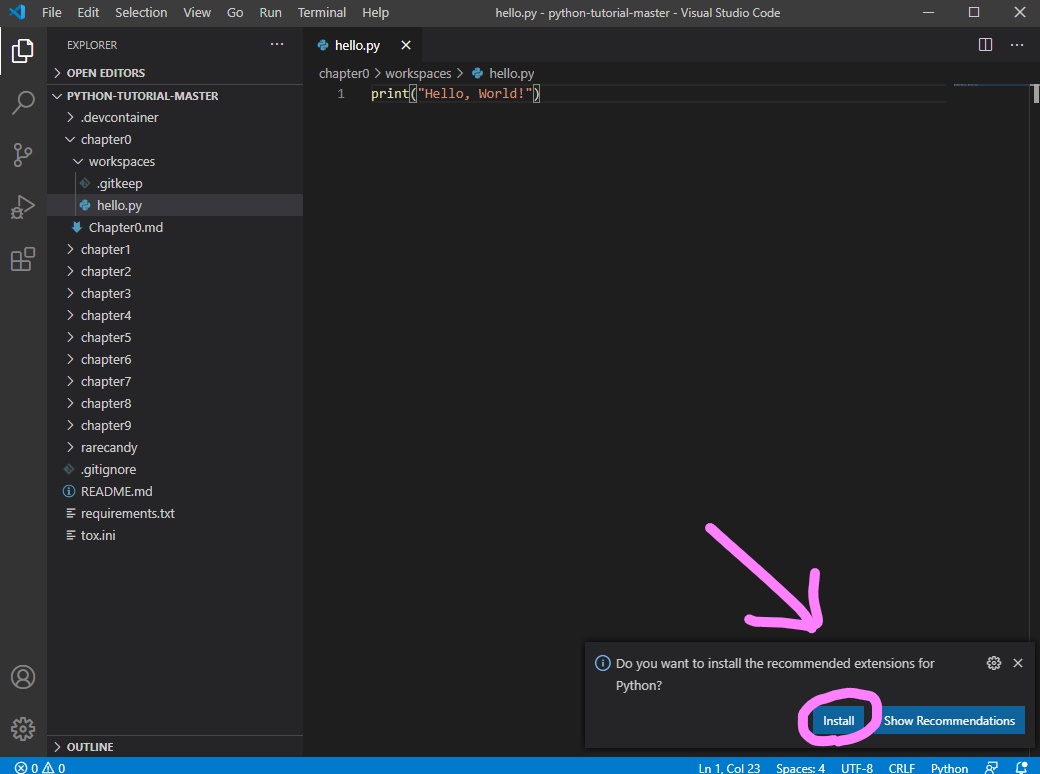 File Edit Selection View Go Run Terminal Help hello.py - python-tutorial-master - Visual Studio Code
EXPLORER
OPEN EDITORS
PYTHON-TUTORIAL-MASTER
.devcontainer
chapter0
workspaces
.gitkeep
hello.py
Chapter0.md
chapter1
chapter2
chapter3
chapter4
chapter5
chapter6
chapter7
chapter8
chapter9
rarecandy
.gitignore
README.md
requirements.txt
tox.ini
OUTLINE
hello.py
chapter0 > workspaces > hello.py
1 print("Hello, World!")
Do you want to install the recommended extensions for
Python?
Install Show Recommendations
0 0 Ln 1, Col 23 Spaces: 4 UTF-8 CRLF Python